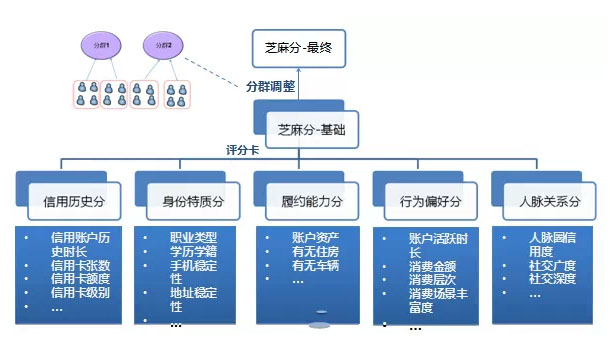 分群1
分群2
芝麻分-最终
分群调整
芝麻分-基础
评分卡
信用历史分
身份特质分
履约能力分
行为偏好分
人脉关系分
• 信用账户历
史时长
• 信用卡张数
• 信用卡额度
• 信用卡级别
• ...
• 职业类型
• 学历学籍
• 手机稳定
性
• 地址稳定
性
• ...
• 账户资产
• 有无住房
• 有无车辆
• ...
• 账户活跃时
长
• 消费金额
• 消费层次
• 消费场景丰
富度
• ...
• 人脉圈信
用度
• 社交广度
• 社交深度
• ...